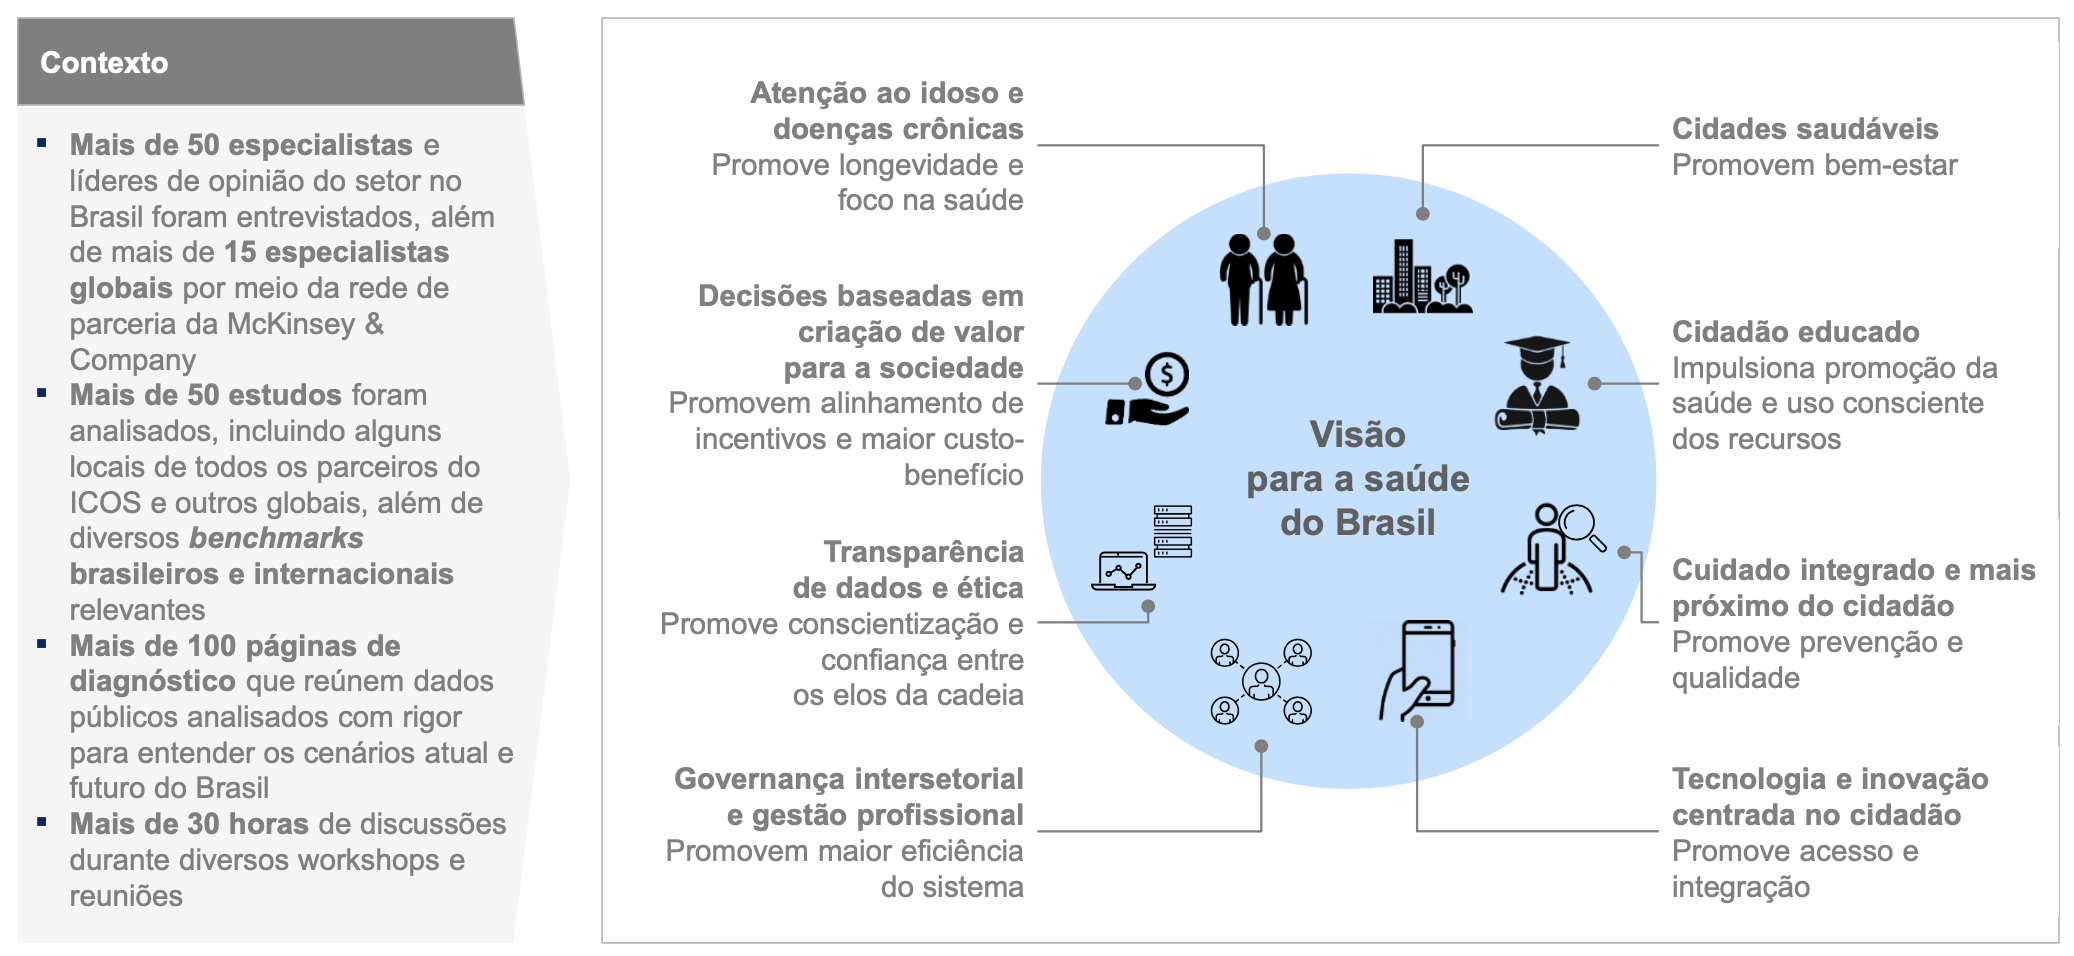 Contexto
▪ Mais de 50 especialistas e
líderes de opinião do setor no
Brasil foram entrevistados, além
de mais de 15 especialistas
globais por meio da rede de
parceria da McKinsey &
Company
▪ Mais de 50 estudos foram
analisados, incluindo alguns
locais de todos os parceiros do
ICOS e outros globais, além de
diversos benchmarks
brasileiros e internacionais
relevantes
▪ Mais de 100 páginas de
diagnóstico que reúnem dados
públicos analisados com rigor
para entender os cenários atual e
futuro do Brasil
▪ Mais de 30 horas de discussões
durante diversos workshops e
reuniões
Atenção ao idoso e
doenças crônicas
Promove longevidade e
foco na saúde
Decisões baseadas em
criação de valor
para a sociedade
Promovem alinhamento de
incentivos e maior custo-
benefício
Transparência
de dados e ética
Promove conscientização e
confiança entre
os elos da cadeia
Governança intersetorial
e gestão profissional
Promovem maior eficiência
do sistema
$
Visão
para a saúde
do Brasil
Cidades saudáveis
Promovem bem-estar
Cidadão educado
Impulsiona promoção da
saúde e uso consciente
dos recursos
Cuidado integrado e mais
próximo do cidadão
Promove prevenção e
qualidade
Tecnologia e inovação
centrada no cidadão
Promove acesso e
integração